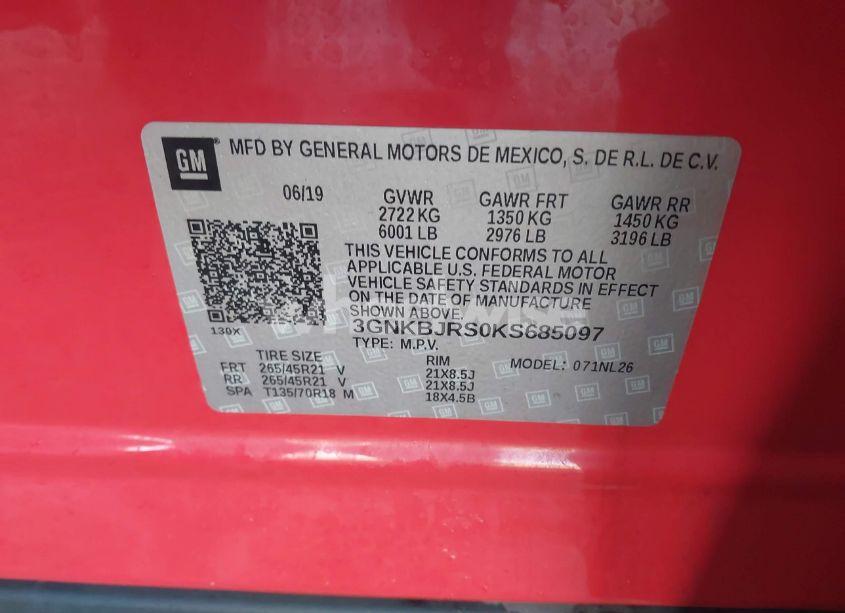 GM
MFD BY GENERAL MOTORS DE MEXICO, S. DE R.L. DE C.V.
06/19 GVWR GAWR FRT GAWR RR
2722 KG 1350 KG 1450 KG
6001 LB 2976 LB 3196 LB
THIS VEHICLE CONFORMS TO ALL
APPLICABLE U.S. FEDERAL MOTOR
VEHICLE SAFETY STANDARDS IN EFFECT
ON THE DATE OF MANUFACTURE
SHOWN ABOVE.
130X 3GNKBJRS0KS685097
TYPE: M.P.V. MODEL: 071NL26
TIRE SIZE RIM
FRT 265/45R21 V 21X8.5J
RR 265/45R21 V 21X8.5J
SPA T135/70R18 M 18X4.5B